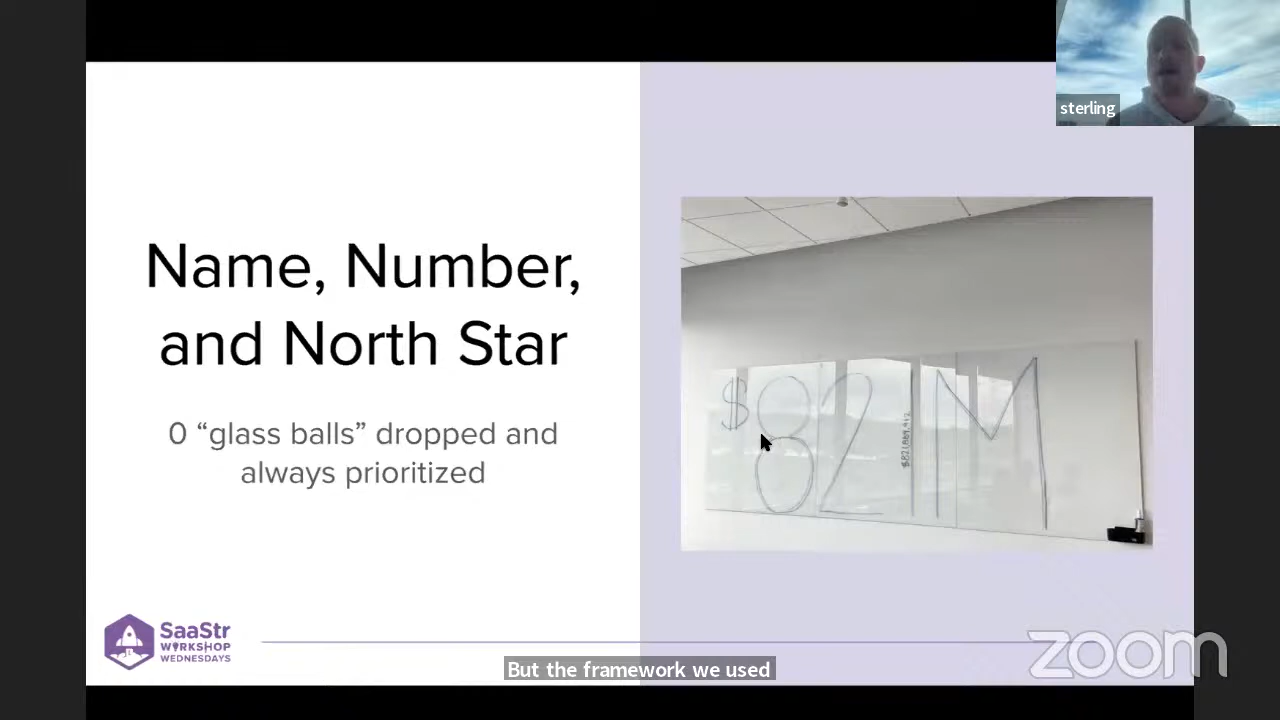 sterling
Name, Number,
and North Star
0 “glass balls” dropped and
always prioritized
$821M
SaaStr
WORKSHOP
WEDNESDAYS
But the framework we used
zoom